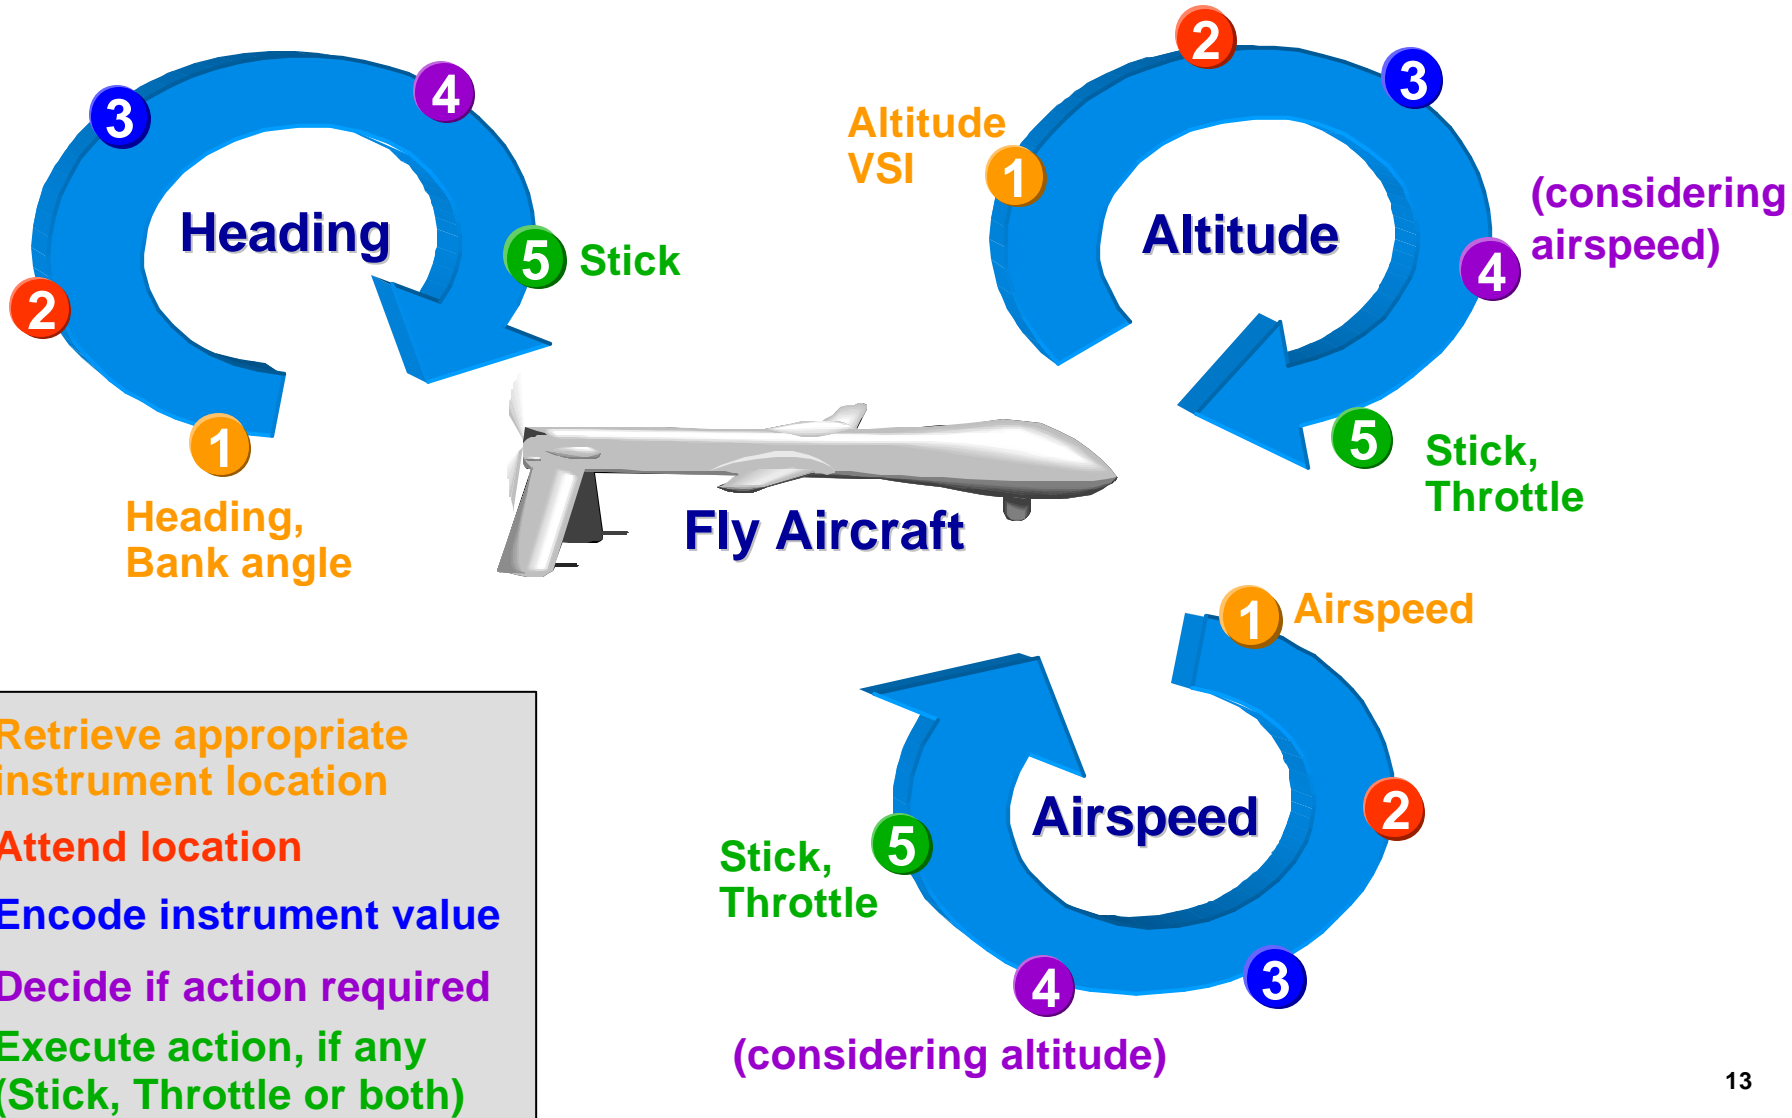 3
4
Heading
5 Stick
2
1
Heading,
Bank angle
2
3
Altitude
VSI
1
Altitude
(considering
airspeed)
4
5
Stick,
Throttle
Fly Aircraft
1 Airspeed
2
Airspeed
Stick,
Throttle
5
4
3
(considering altitude)
Retrieve appropriate
instrument location
Attend location
Encode instrument value
Decide if action required
Execute action, if any
(Stick, Throttle or both)
13